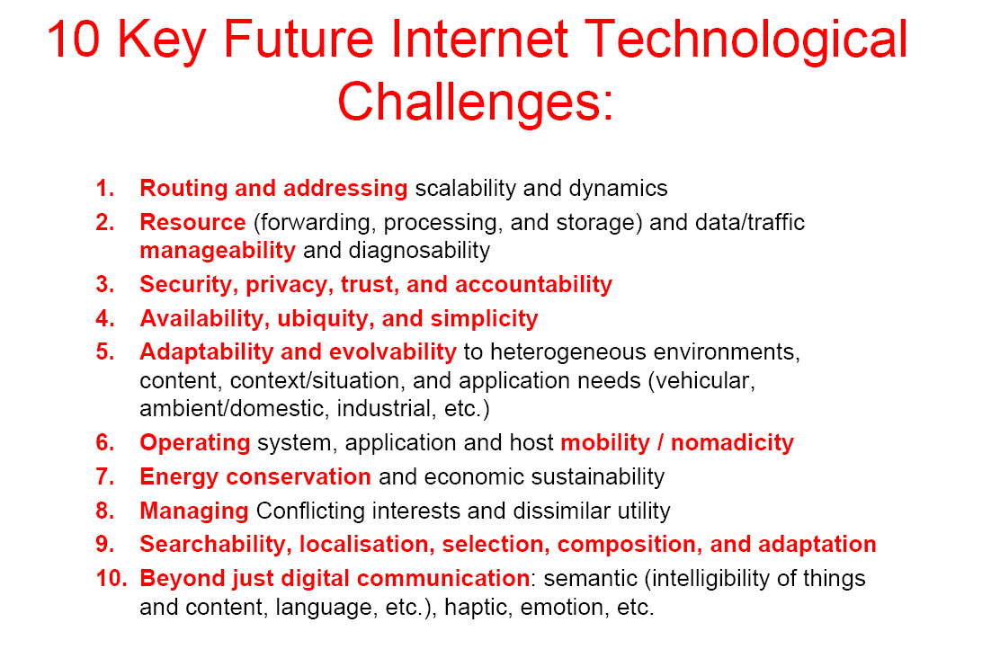 10 Key Future Internet Technological
Challenges:
1. Routing and addressing scalability and dynamics
2. Resource (forwarding, processing, and storage) and data/traffic
manageability and diagnosability
3. Security, privacy, trust, and accountability
4. Availability, ubiquity, and simplicity
5. Adaptability and evolvability to heterogeneous environments,
content, context/situation, and application needs (vehicular,
ambient/domestic, industrial, etc.)
6. Operating system, application and host mobility / nomadicity
7. Energy conservation and economic sustainability
8. Managing Conflicting interests and dissimilar utility
9. Searchability, localisation, selection, composition, and adaptation
10. Beyond just digital communication: semantic (intelligibility of things
and content, language, etc.), haptic, emotion, etc.